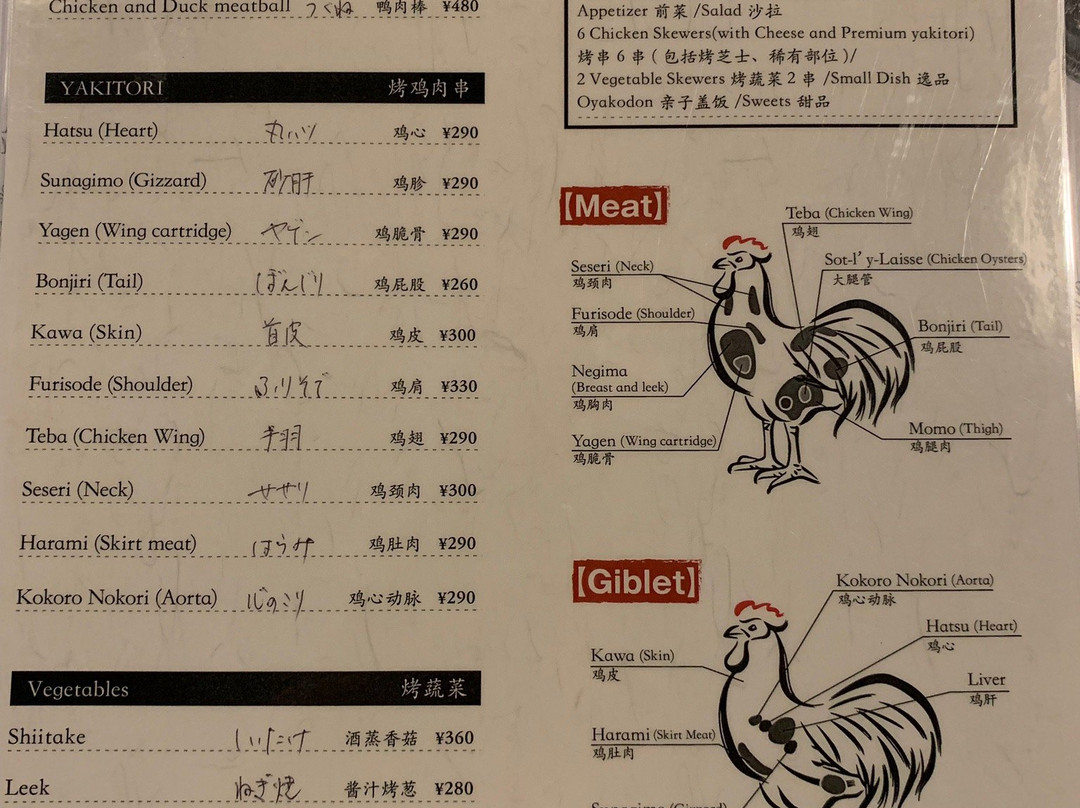 Chicken and Duck meatball つくね 鸭肉棒 ¥480
YAKITORI 烤鸡肉串
Hatsu (Heart) 丸ハツ 鸡心 ¥290
Sunagimo (Gizzard) 砂肝 鸡胗 ¥290
Yagen (Wing cartridge) ヤゲン 鸡脆骨 ¥290
Bonjiri (Tail) ぼんじり 鸡屁股 ¥260
Kawa (Skin) 首皮 鸡皮 ¥300
Furisode (Shoulder) ふりそで 鸡肩 ¥330
Teba (Chicken Wing) 手羽 鸡翅 ¥290
Seseri (Neck) セセリ 鸡颈肉 ¥300
Harami (Skirt meat) はらみ 鸡肚肉 ¥290
Kokoro Nokori (Aorta) 心のこり 鸡心动脉 ¥290
Vegetables 烤蔬菜
Shiitake しいたけ 酒蒸香菇 ¥360
Leek ねぎ焼 酱汁烤葱 ¥280
Appetizer 前菜 /Salad 沙拉
6 Chicken Skewers(with Cheese and Premium yakitori)
烤串 6 串 ( 包括烤芝士、稀有部位 )/
2 Vegetable Skewers 烤蔬菜 2 串 /Small Dish 逸品
Oyakodon 亲子盖饭 /Sweets 甜品
【Meat】
Teba (Chicken Wing)
鸡翅
Sot-l' y-Laisse (Chicken Oysters)
大腿管
Seseri (Neck)
鸡颈肉
Furisode (Shoulder)
鸡肩
Bonjiri (Tail)
鸡屁股
Negima
(Breast and leek)
鸡胸肉
Momo (Thigh)
鸡腿肉
Yagen (Wing cartridge)
鸡脆骨
【Giblet】
Kokoro Nokori (Aorta)
鸡心动脉
Hatsu (Heart)
鸡心
Kawa (Skin)
鸡皮
Liver
鸡肝
Harami (Skirt Meat)
鸡肚肉
Sunagimo (Gizzard)